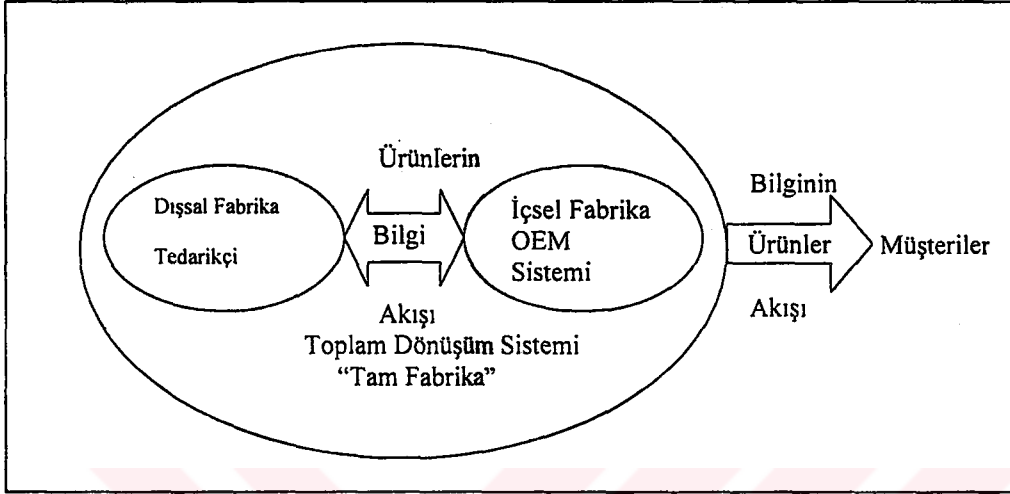 Ürünlerin
Dışsal Fabrika
Tedarikçi
Bilgi
İçsel Fabrika
OEM
Sistemi
Akışı
Toplam Dönüşüm Sistemi
“Tam Fabrika”
Bilginin
Ürünler
Akışı
Müşteriler